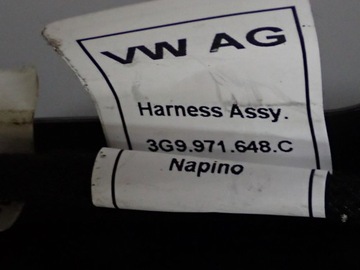 VW AG
Harness Assy.
3G9.971.648.C
Napino